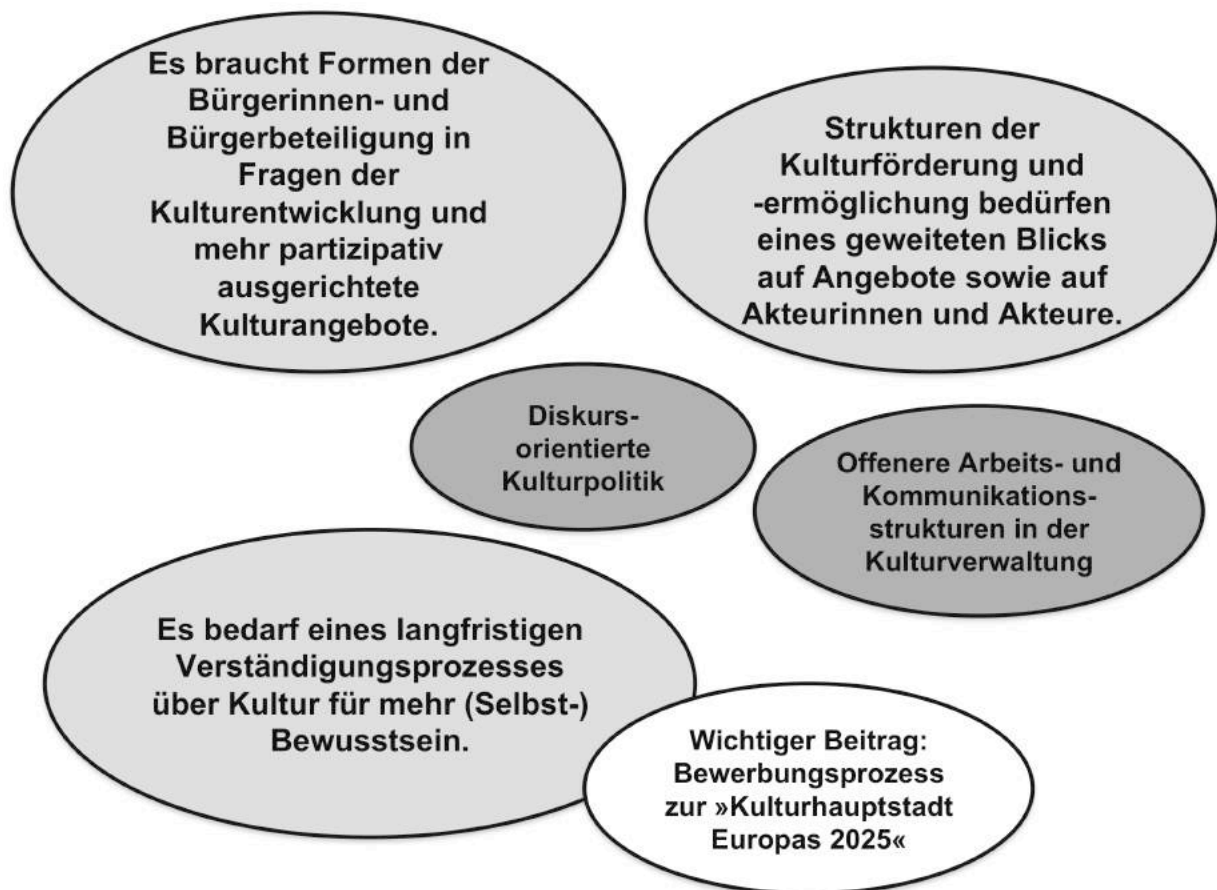 Es braucht Formen der
Bürgerinnen- und
Bürgerbeteiligung in
Fragen der
Kulturentwicklung und
mehr partizipativ
ausgerichtete
Kulturangebote.
Strukturen der
Kulturförderung und
-ermöglichung bedürfen
eines geweiteten Blicks
auf Angebote sowie auf
Akteurinnen und Akteure.
Diskurs-
orientierte
Kulturpolitik
Offenere Arbeits- und
Kommunikations-
strukturen in der
Kulturverwaltung
Es bedarf eines langfristigen
Verständigungsprozesses
über Kultur für mehr (Selbst-)
Bewusstsein.
Wichtiger Beitrag:
Bewerbungsprozess
zur »Kulturhauptstadt
Europas 2025«